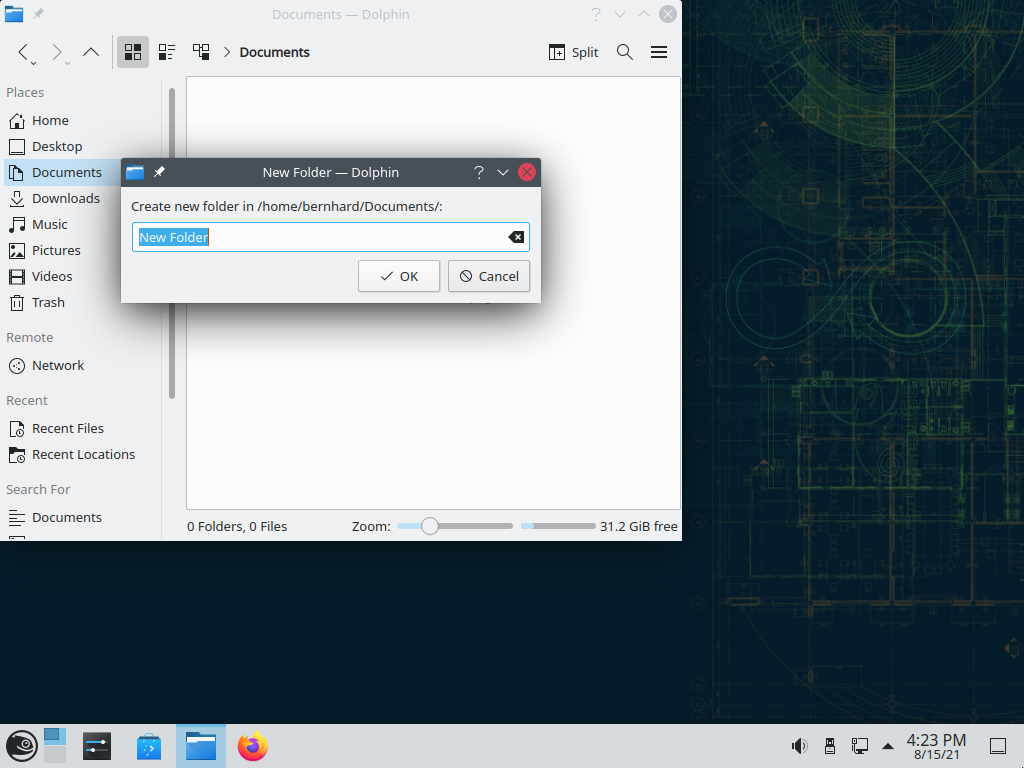 Documents — Dolphin
Documents
Split
Places
Home
Desktop
Documents
Downloads
Music
Pictures
Videos
Trash
Remote
Network
Recent
Recent Files
Recent Locations
Search For
Documents
New Folder — Dolphin
Create new folder in /home/bernhard/Documents/:
New Folder
OK
Cancel
0 Folders, 0 Files
Zoom:
31.2 GiB free
4:23 PM
8/15/21